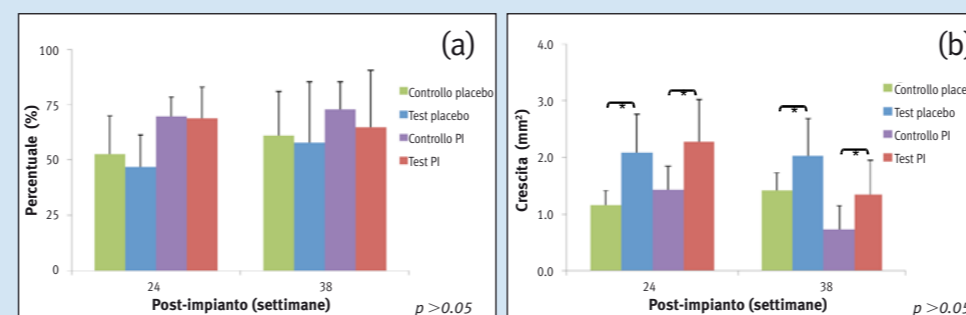 (a)
100
75
50
25
0
Percentuale (%)
Controllo placebo
Test placebo
Controllo PI
Test PI
24 38
Post-impianto (settimane)
p >0.05
(b)
4.0
3.0
2.0
1.0
0.0
Crescita (mm²)
* * * *
Controllo place
Test placebo
Controllo PI
Test PI
24 38
Post-impianto (settimane)
p >0.05